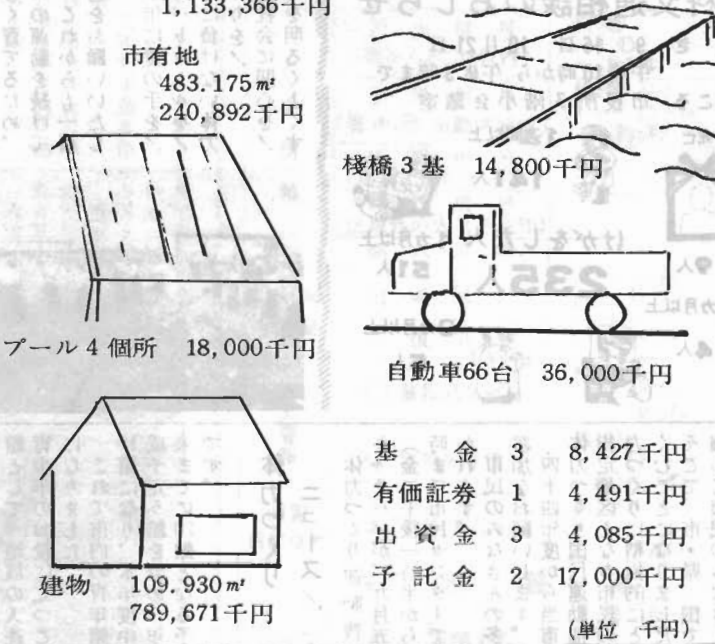 1,133,366千円
市有地
483.175㎡
240,892千円
棧橋3基 14,800千円
プール4個所 18,000千円
自動車66台 36,000千円
建物 109,930㎡
789,671千円
基金 3 8,427千円
有価証券 1 4,491千円
出資金 3 4,085千円
予託金 2 17,000千円
(単位 千円)